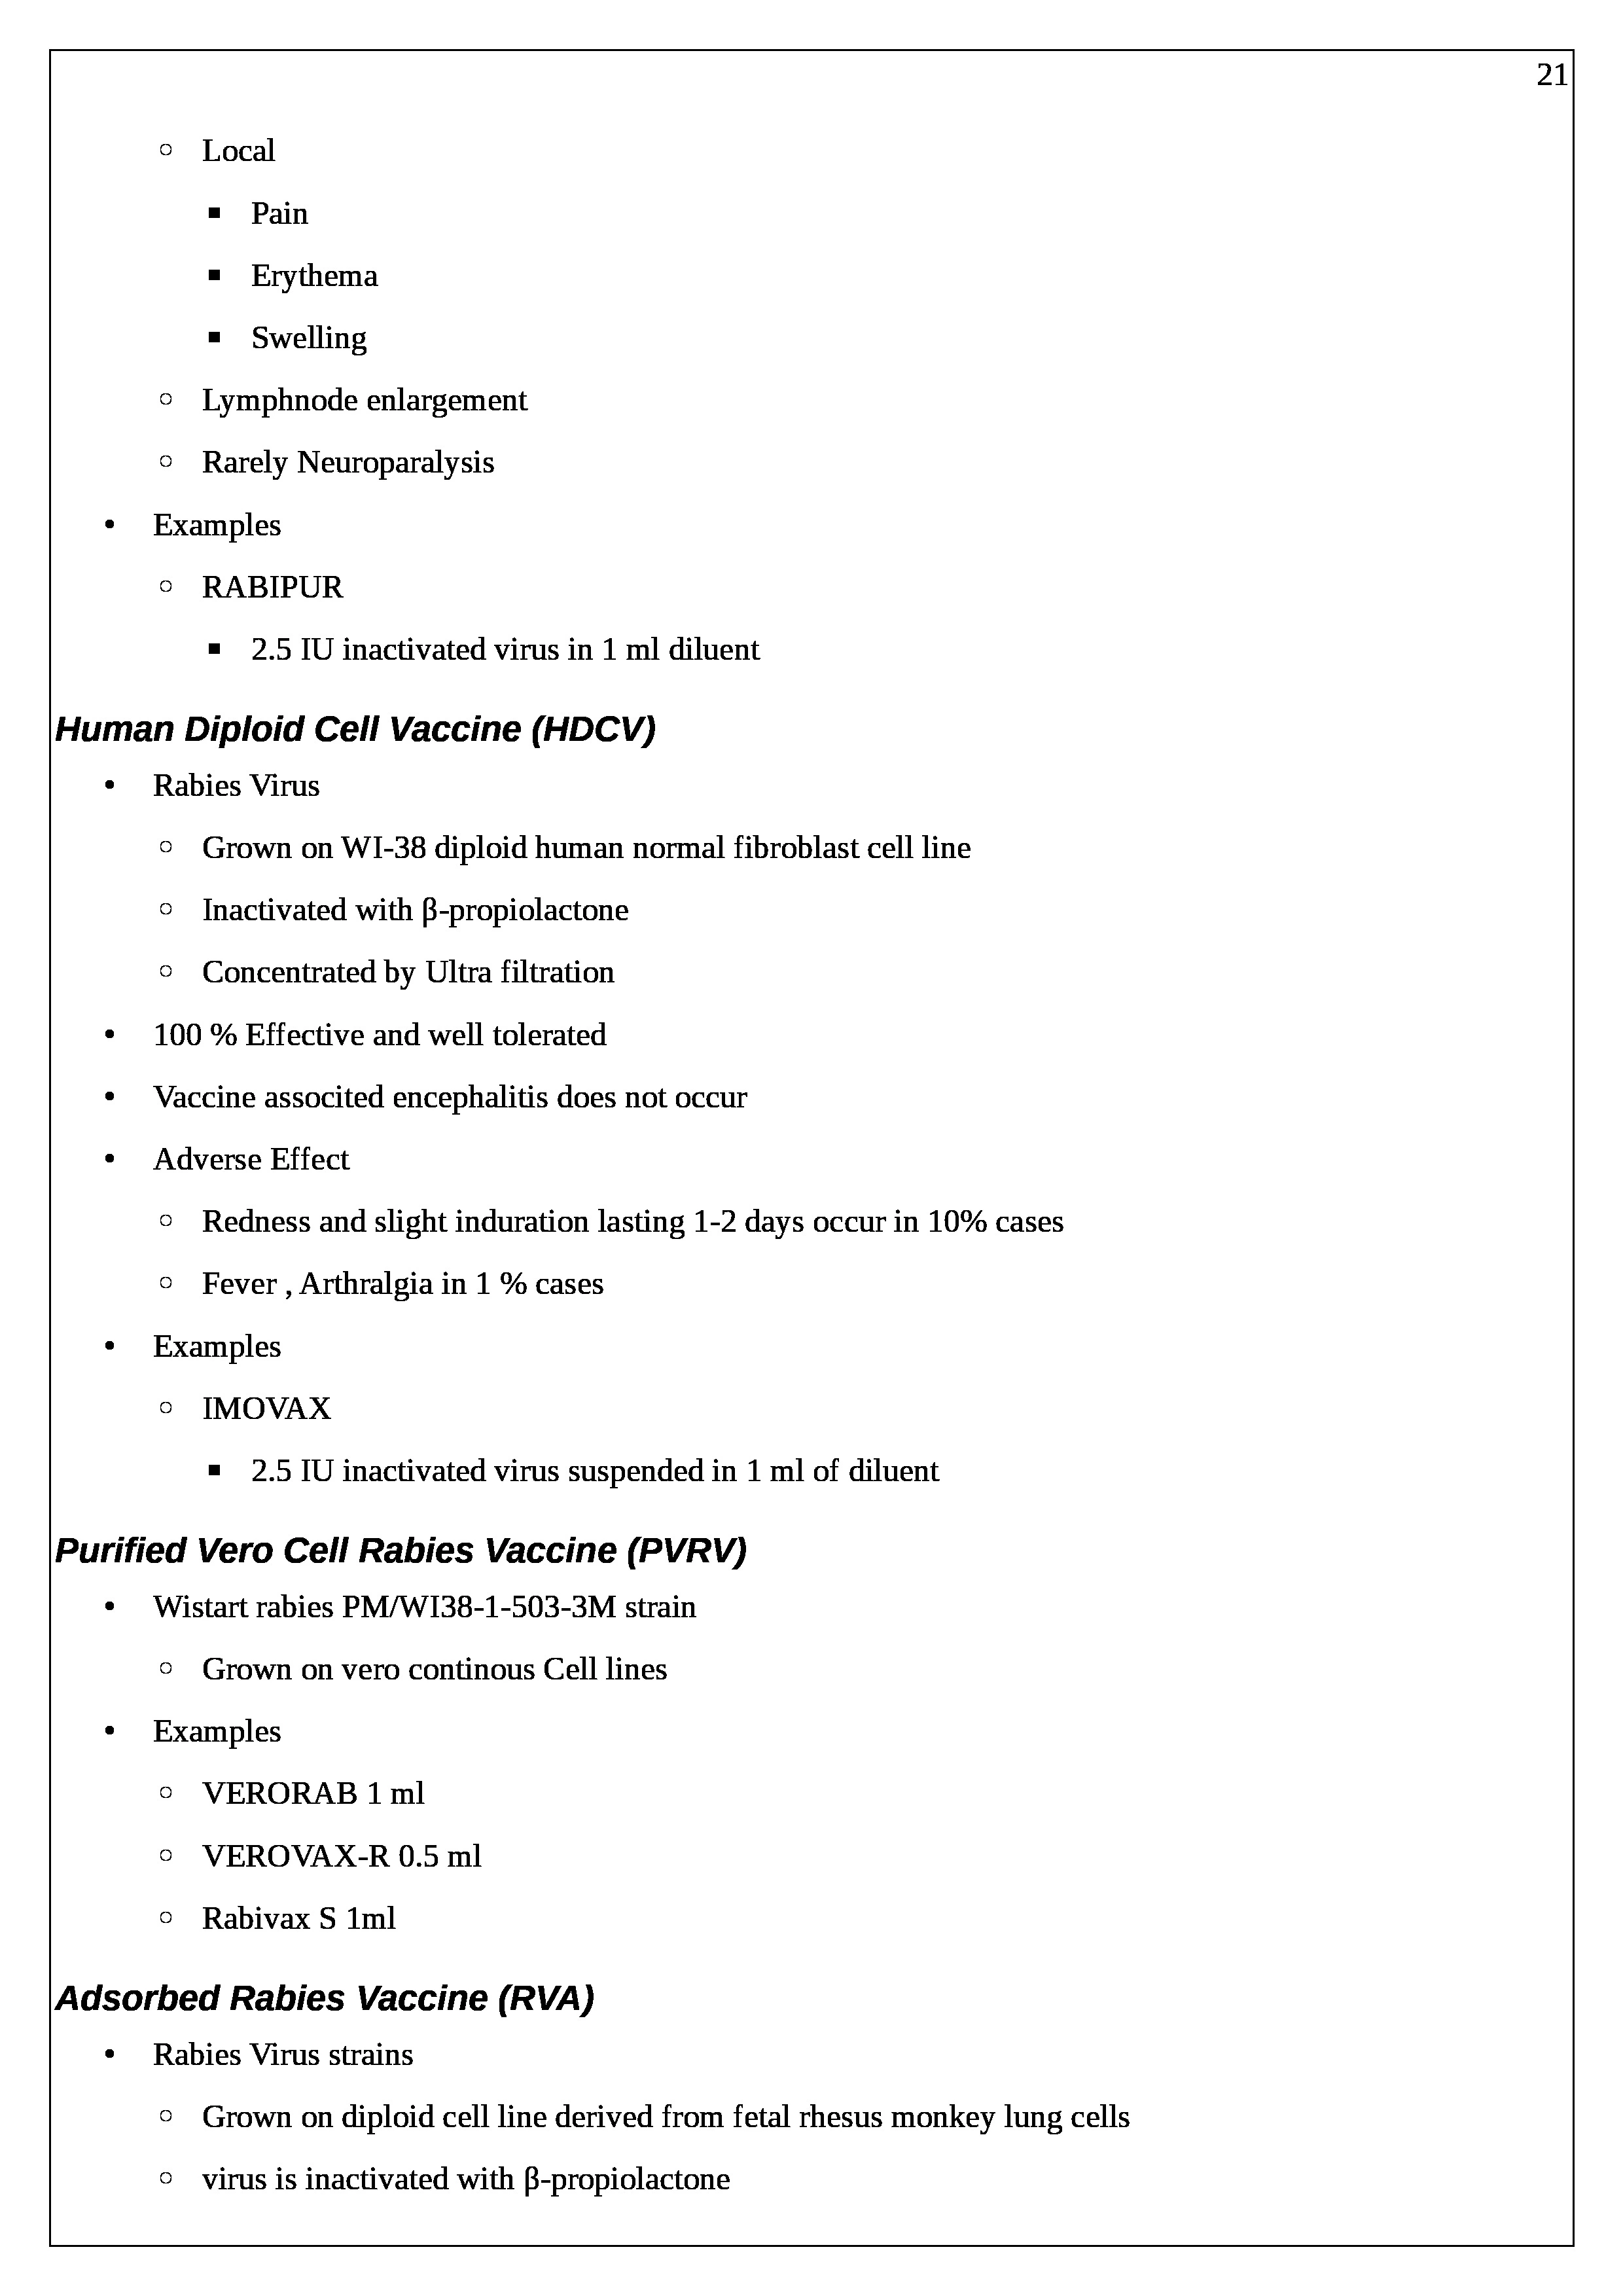 21
○ Local
■ Pain
■ Erythema
■ Swelling
○ Lymphnode enlargement
○ Rarely Neuroparalysis
• Examples
○ RABIPUR
■ 2.5 IU inactivated virus in 1 ml diluent
Human Diploid Cell Vaccine (HDCV)
• Rabies Virus
○ Grown on WI-38 diploid human normal fibroblast cell line
○ Inactivated with β-propiolactone
○ Concentrated by Ultra filtration
• 100 % Effective and well tolerated
• Vaccine associted encephalitis does not occur
• Adverse Effect
○ Redness and slight induration lasting 1-2 days occur in 10% cases
○ Fever , Arthralgia in 1 % cases
• Examples
○ IMOVAX
■ 2.5 IU inactivated virus suspended in 1 ml of diluent
Purified Vero Cell Rabies Vaccine (PVRV)
• Wistart rabies PM/WI38-1-503-3M strain
○ Grown on vero continous Cell lines
• Examples
○ VERORAB 1 ml
○ VEROVAX-R 0.5 ml
○ Rabivax S 1ml
Adsorbed Rabies Vaccine (RVA)
• Rabies Virus strains
○ Grown on diploid cell line derived from fetal rhesus monkey lung cells
○ virus is inactivated with β-propiolactone